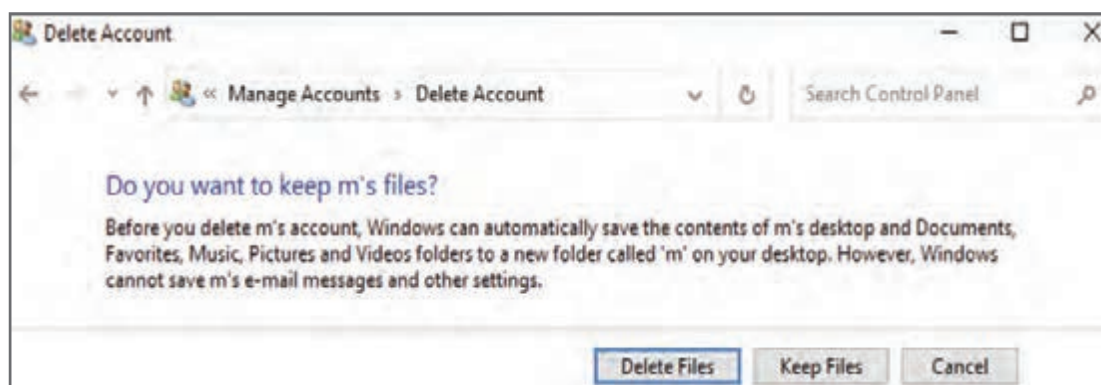 Delete Account
« Manage Accounts › Delete Account
Search Control Panel
Do you want to keep m's files?
Before you delete m's account, Windows can automatically save the contents of m's desktop and Documents,
Favorites, Music, Pictures and Videos folders to a new folder called 'm' on your desktop. However, Windows
cannot save m's e-mail messages and other settings.
Delete Files Keep Files Cancel